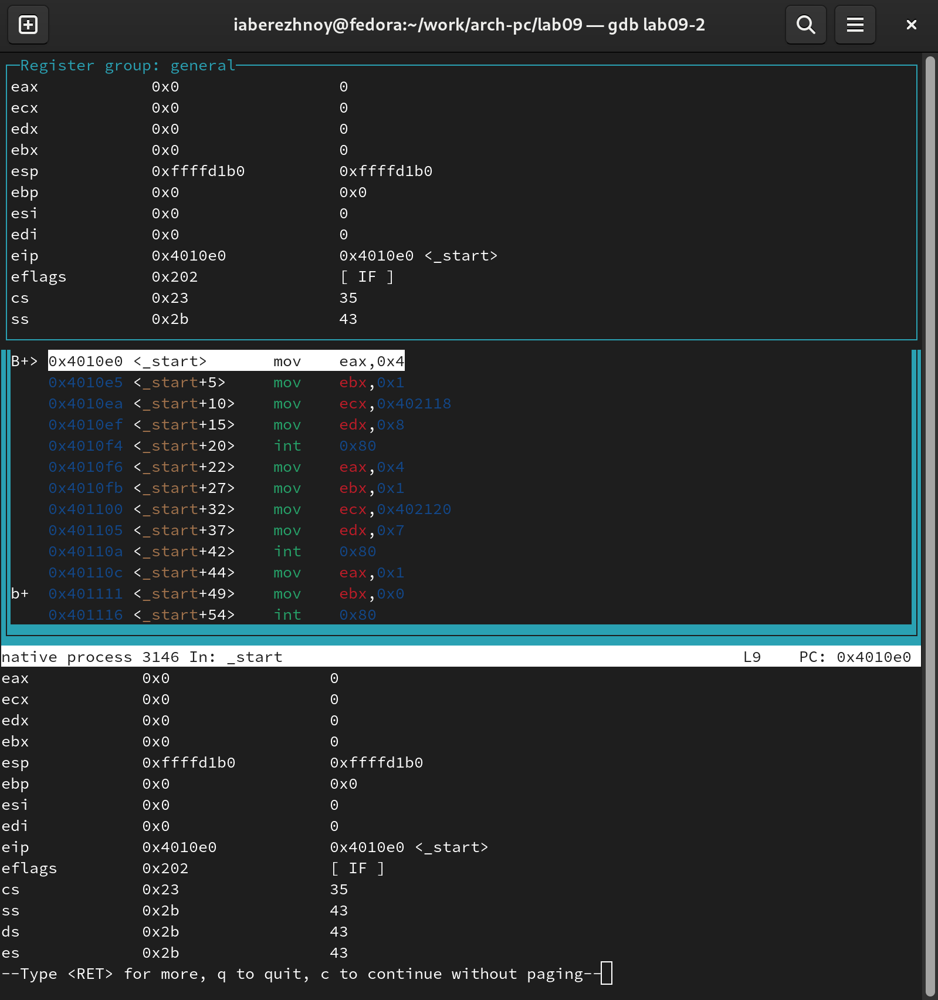 iaberezhnoy@fedora:~/work/arch-pc/lab09 — gdb lab09-2
Register group: general
eax 0x0 0
ecx 0x0 0
edx 0x0 0
ebx 0x0 0
esp 0xffffd1b0 0xffffd1b0
ebp 0x0 0x0
esi 0x0 0
edi 0x0 0
eip 0x4010e0 0x4010e0 <_start>
eflags 0x202 [ IF ]
cs 0x23 35
ss 0x2b 43
B+> 0x4010e0 <_start> mov eax,0x4
0x4010e5 <_start+5> mov ebx,0x1
0x4010ea <_start+10> mov ecx,0x402118
0x4010ef <_start+15> mov edx,0x8
0x4010f4 <_start+20> int 0x80
0x4010f6 <_start+22> mov eax,0x4
0x4010fb <_start+27> mov ebx,0x1
0x401100 <_start+32> mov ecx,0x402120
0x401105 <_start+37> mov edx,0x7
0x40110a <_start+42> int 0x80
0x40110c <_start+44> mov eax,0x1
b+ 0x401111 <_start+49> mov ebx,0x0
0x401116 <_start+54> int 0x80
native process 3146 In: _start L9 PC: 0x4010e0
eax 0x0 0
ecx 0x0 0
edx 0x0 0
ebx 0x0 0
esp 0xffffd1b0 0xffffd1b0
ebp 0x0 0x0
esi 0x0 0
edi 0x0 0
eip 0x4010e0 0x4010e0 <_start>
eflags 0x202 [ IF ]
cs 0x23 35
ss 0x2b 43
ds 0x2b 43
es 0x2b 43
--Type <RET> for more, q to quit, c to continue without paging--